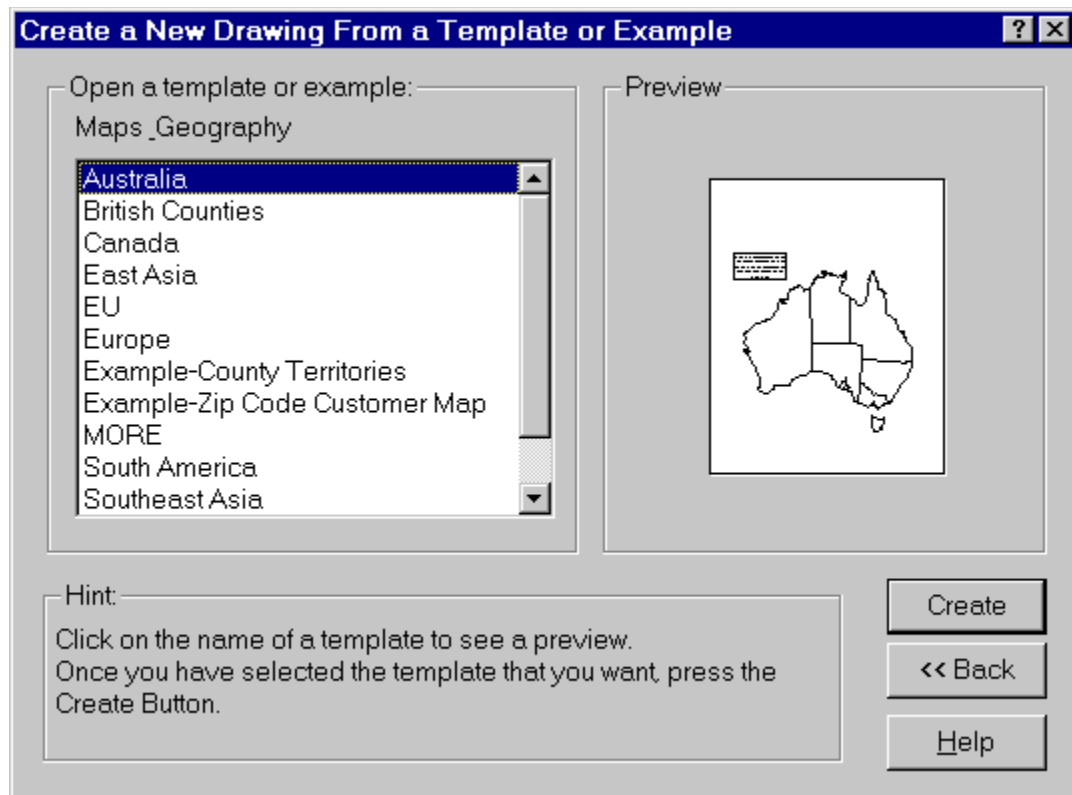 Create a New Drawing From a Template or Example
Open a template or example:
Maps_Geography
Australia
British Counties
Canada
East Asia
EU
Europe
Example-County Territories
Example-Zip Code Customer Map
MORE
South America
Southeast Asia
Preview
Hint:
Click on the name of a template to see a preview.
Once you have selected the template that you want, press the
Create Button.
Create
<< Back
Help